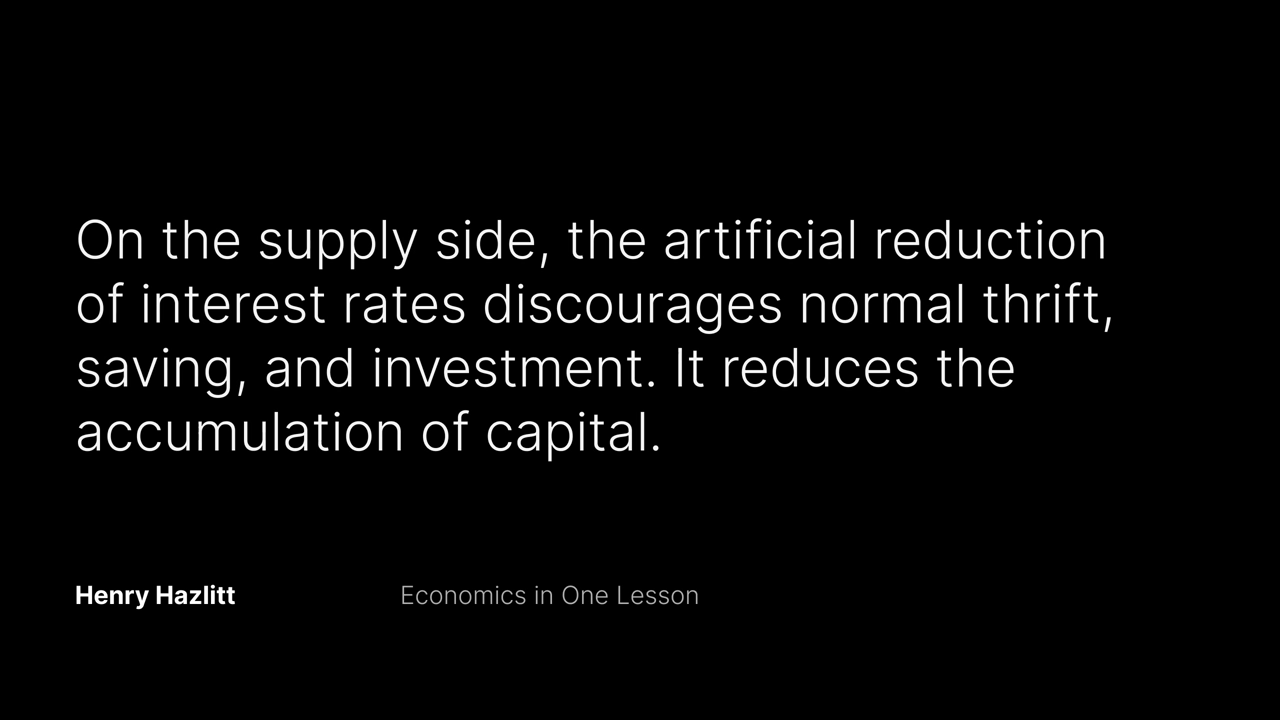 On the supply side, the artificial reduction
of interest rates discourages normal thrift,
saving, and investment. It reduces the
accumulation of capital.
Henry Hazlitt
Economics in One Lesson